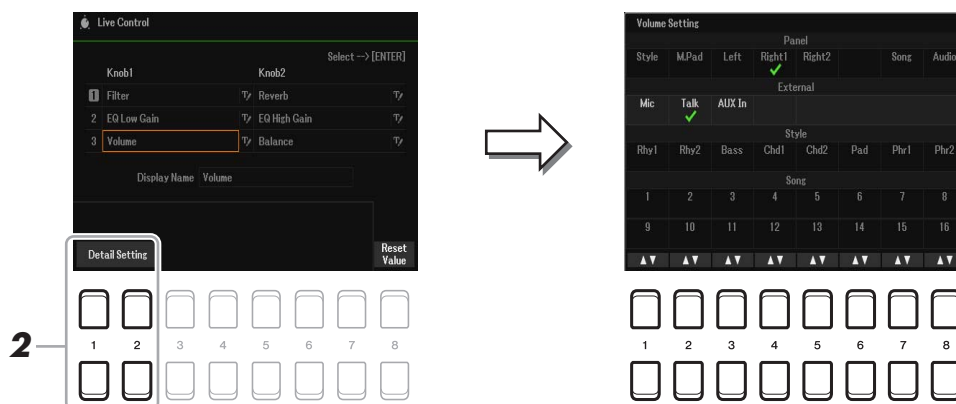 Live Control
Select --> [ENTER]
Knob1 Knob2
1 Filter Reverb
2 EQ Low Gain EQ High Gain
3 Volume Balance
Display Name Volume
Detail Setting
Reset
Value
2
1 2 3 4 5 6 7 8
Volume Setting
Panel
Style M.Pad Left Right1 Right2 Song Audio
External
Mic Talk AUX In
Style
Rhy1 Rhy2 Bass Chd1 Chd2 Pad Phr1 Phr2
Song
1 2 3 4 5 6 7 8
9 10 11 12 13 14 15 16
1 2 3 4 5 6 7 8